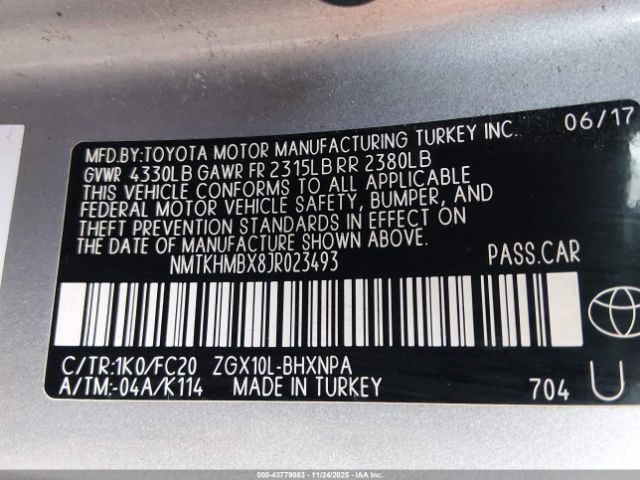 MFD.BY:TOYOTA MOTOR MANUFACTURING TURKEY INC. 06/17
GVWR 4330LB GAWR FR 2315LB RR 2380LB
THIS VEHICLE CONFORMS TO ALL APPLICABLE
FEDERAL MOTOR VEHICLE SAFETY, BUMPER, AND
THEFT PREVENTION STANDARDS IN EFFECT ON
THE DATE OF MANUFACTURE SHOWN ABOVE.
NMTKHMBX8JR023493 PASS.CAR
C/TR:1K0/FC20 ZGX10L-BHXNPA
A/TM:-04A/K114 MADE IN TURKEY 704 U
000-43779863 - 11/24/2025 - IAAI.COM